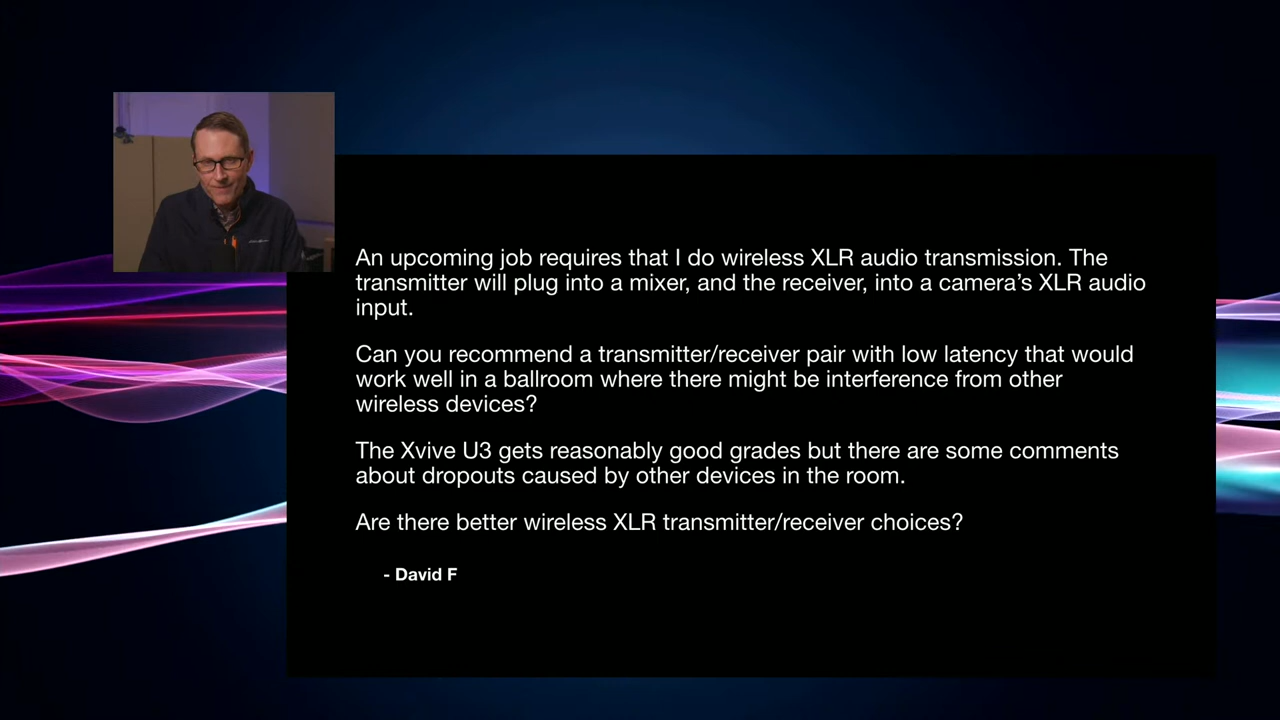 An upcoming job requires that I do wireless XLR audio transmission. The
transmitter will plug into a mixer, and the receiver, into a camera’s XLR audio
input.
Can you recommend a transmitter/receiver pair with low latency that would
work well in a ballroom where there might be interference from other
wireless devices?
The Xvive U3 gets reasonably good grades but there are some comments
about dropouts caused by other devices in the room.
Are there better wireless XLR transmitter/receiver choices?
- David F